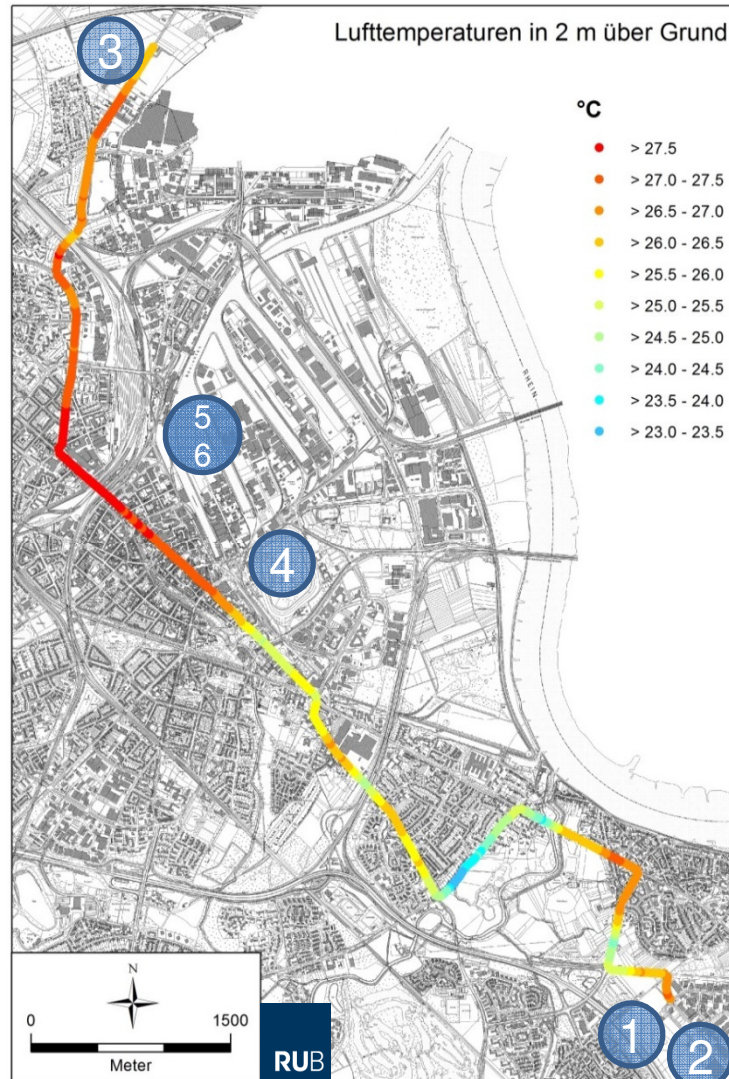 Lufttemperaturen in 2 m über Grund
3
°C
> 27.5
> 27.0 - 27.5
> 26.5 - 27.0
> 26.0 - 26.5
> 25.5 - 26.0
> 25.0 - 25.5
> 24.5 - 25.0
> 24.0 - 24.5
> 23.5 - 24.0
> 23.0 - 23.5
RHEIN
5
6
4
N
0 1500
Meter
RUB
1
2